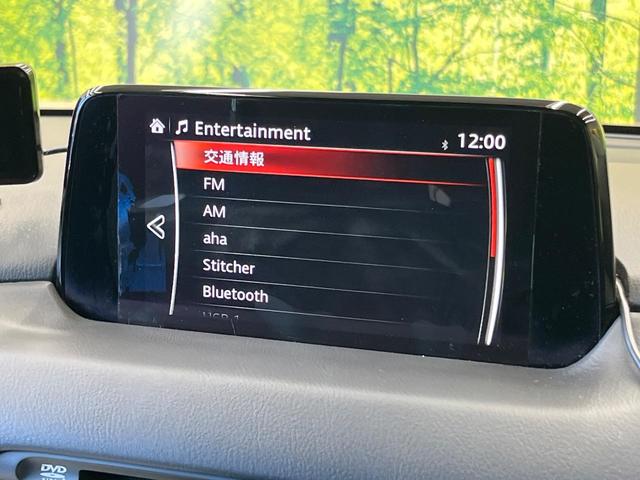 Entertainment
12:00
交通情報
FM
AM
aha
Stitcher
Bluetooth
DVD